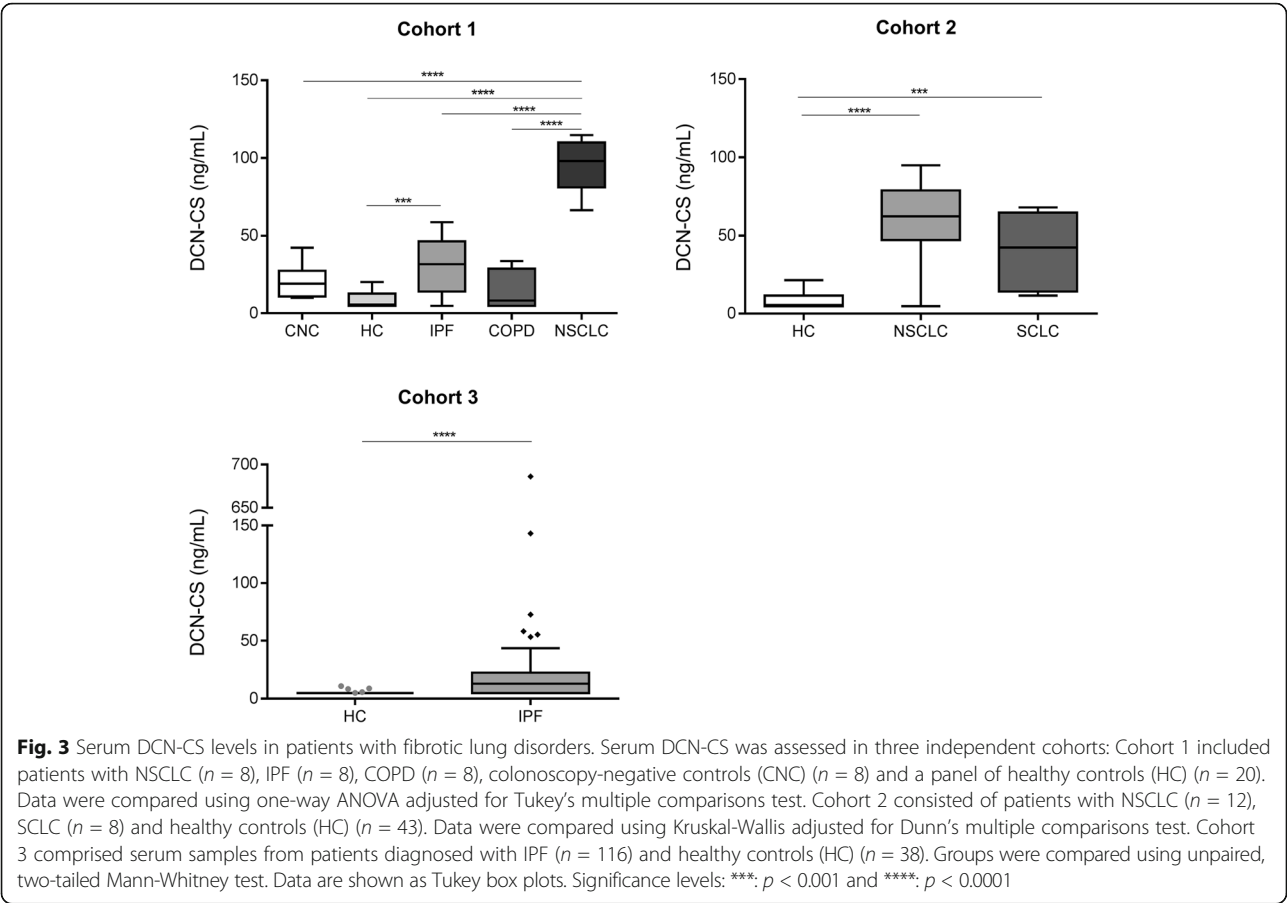 Cohort 1
****
****
****
****
***
150
100
50
0
DCN-CS (ng/mL)
CNC HC IPF COPD NSCLC
Cohort 2
***
****
150
100
50
0
DCN-CS (ng/mL)
HC NSCLC SCLC
Cohort 3
****
700
650
150
100
50
0
DCN-CS (ng/mL)
HC IPF
Fig. 3 Serum DCN-CS levels in patients with fibrotic lung disorders. Serum DCN-CS was assessed in three independent cohorts: Cohort 1 included
patients with NSCLC (n = 8), IPF (n = 8), COPD (n = 8), colonoscopy-negative controls (CNC) (n = 8) and a panel of healthy controls (HC) (n = 20).
Data were compared using one-way ANOVA adjusted for Tukey's multiple comparisons test. Cohort 2 consisted of patients with NSCLC (n = 12),
SCLC (n = 8) and healthy controls (HC) (n = 43). Data were compared using Kruskal-Wallis adjusted for Dunn's multiple comparisons test. Cohort
3 comprised serum samples from patients diagnosed with IPF (n = 116) and healthy controls (HC) (n = 38). Groups were compared using unpaired,
two-tailed Mann-Whitney test. Data are shown as Tukey box plots. Significance levels: ***: p < 0.001 and ****: p < 0.0001